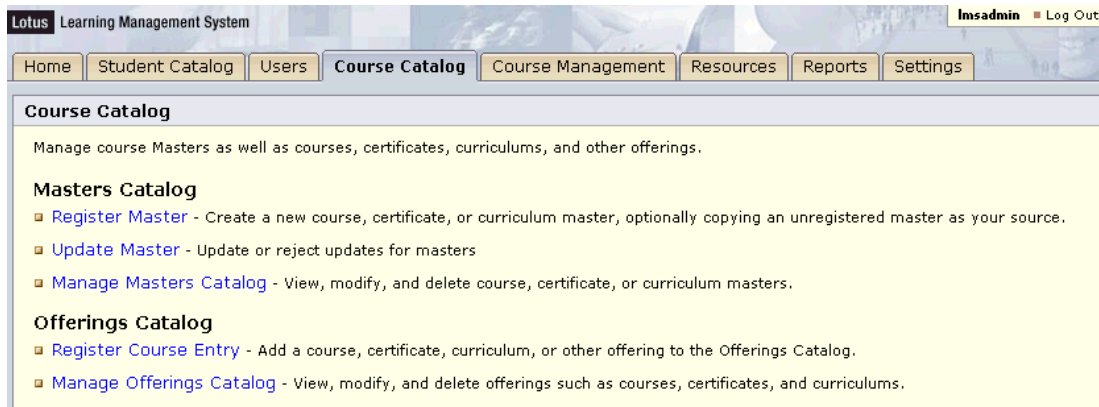 Lotus Learning Management System
lmsadmin Log Out
Home Student Catalog Users Course Catalog Course Management Resources Reports Settings
Course Catalog
Manage course Masters as well as courses, certificates, curriculums, and other offerings.
Masters Catalog
Register Master - Create a new course, certificate, or curriculum master, optionally copying an unregistered master as your source.
Update Master - Update or reject updates for masters
Manage Masters Catalog - View, modify, and delete course, certificate, or curriculum masters.
Offerings Catalog
Register Course Entry - Add a course, certificate, curriculum, or other offering to the Offerings Catalog.
Manage Offerings Catalog - View, modify, and delete offerings such as courses, certificates, and curriculums.